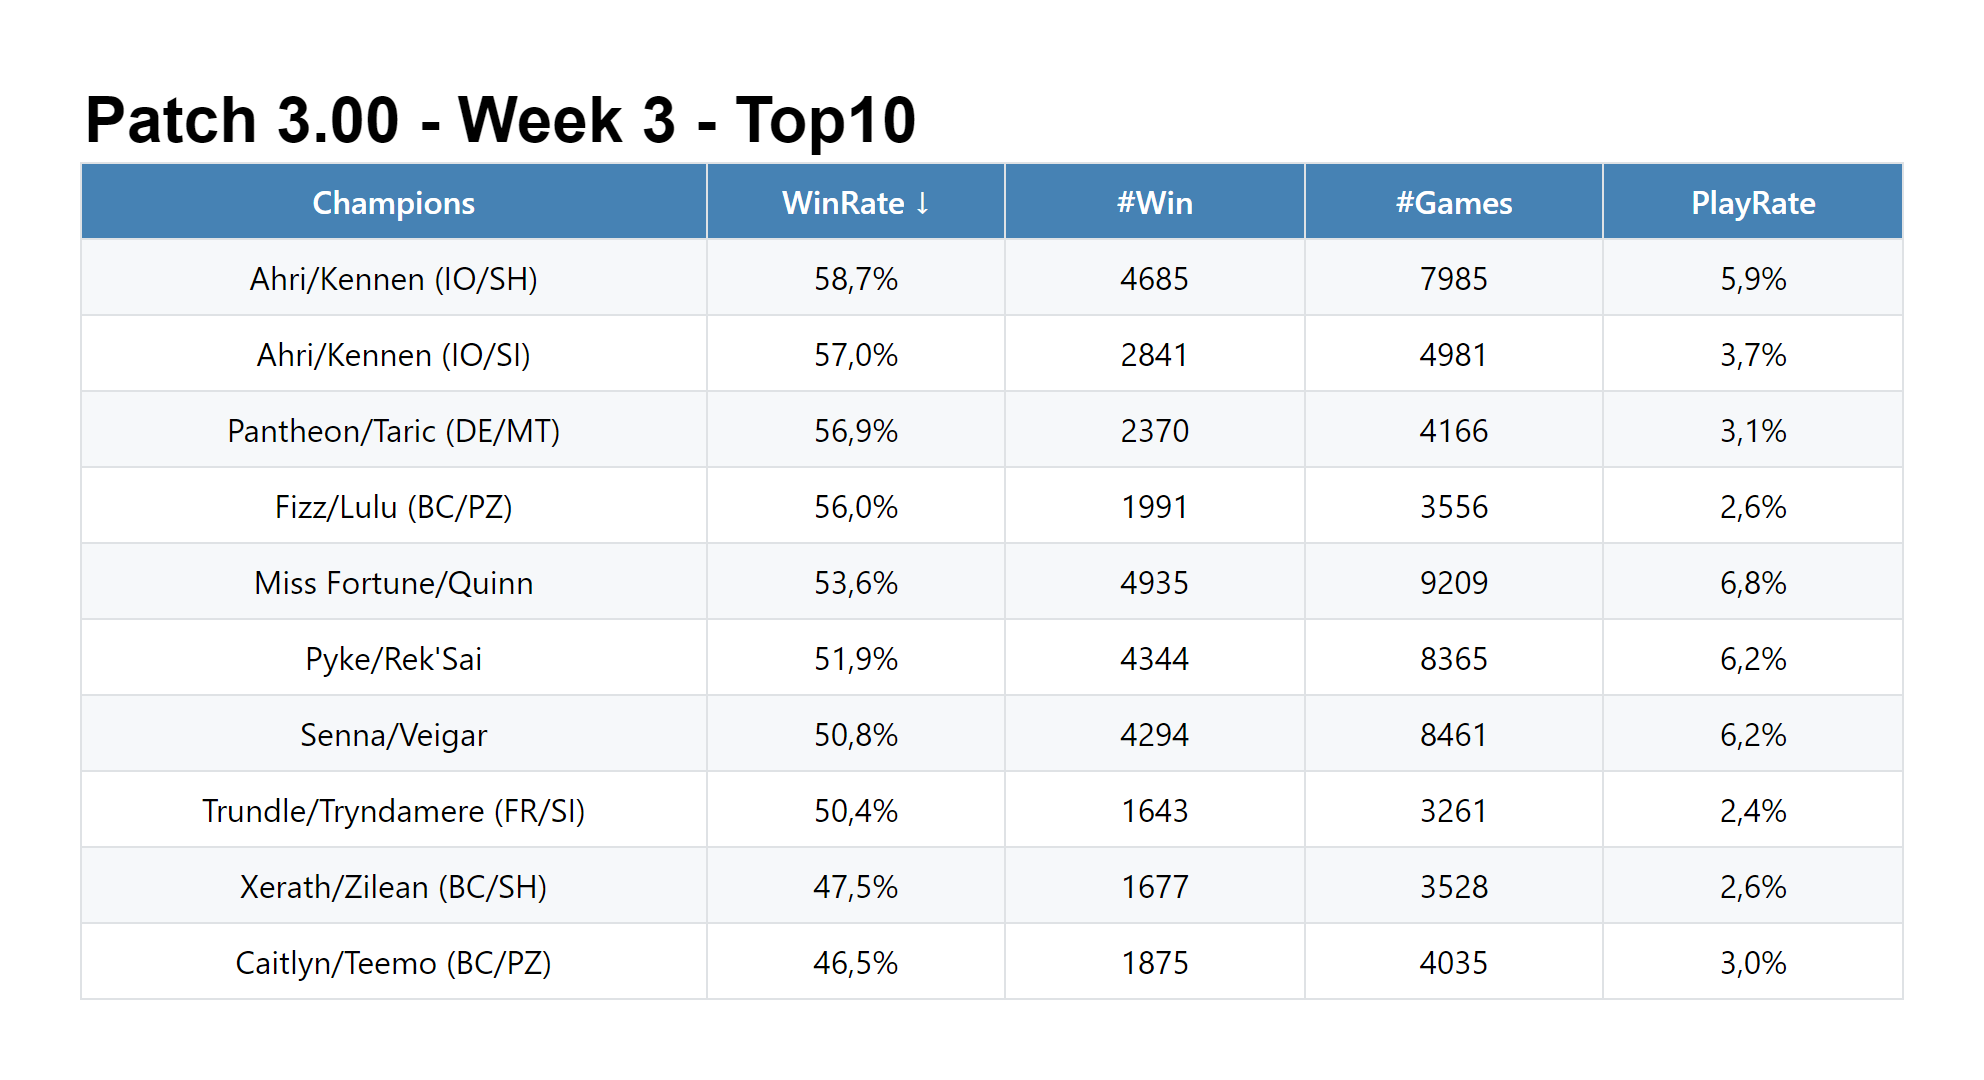 Patch 3.00 - Week 3 - Top10
Champions WinRate ↓ #Win #Games PlayRate
Ahri/Kennen (IO/SH) 58,7% 4685 7985 5,9%
Ahri/Kennen (IO/SI) 57,0% 2841 4981 3,7%
Pantheon/Taric (DE/MT) 56,9% 2370 4166 3,1%
Fizz/Lulu (BC/PZ) 56,0% 1991 3556 2,6%
Miss Fortune/Quinn 53,6% 4935 9209 6,8%
Pyke/Rek'Sai 51,9% 4344 8365 6,2%
Senna/Veigar 50,8% 4294 8461 6,2%
Trundle/Tryndamere (FR/SI) 50,4% 1643 3261 2,4%
Xerath/Zilean (BC/SH) 47,5% 1677 3528 2,6%
Caitlyn/Teemo (BC/PZ) 46,5% 1875 4035 3,0%